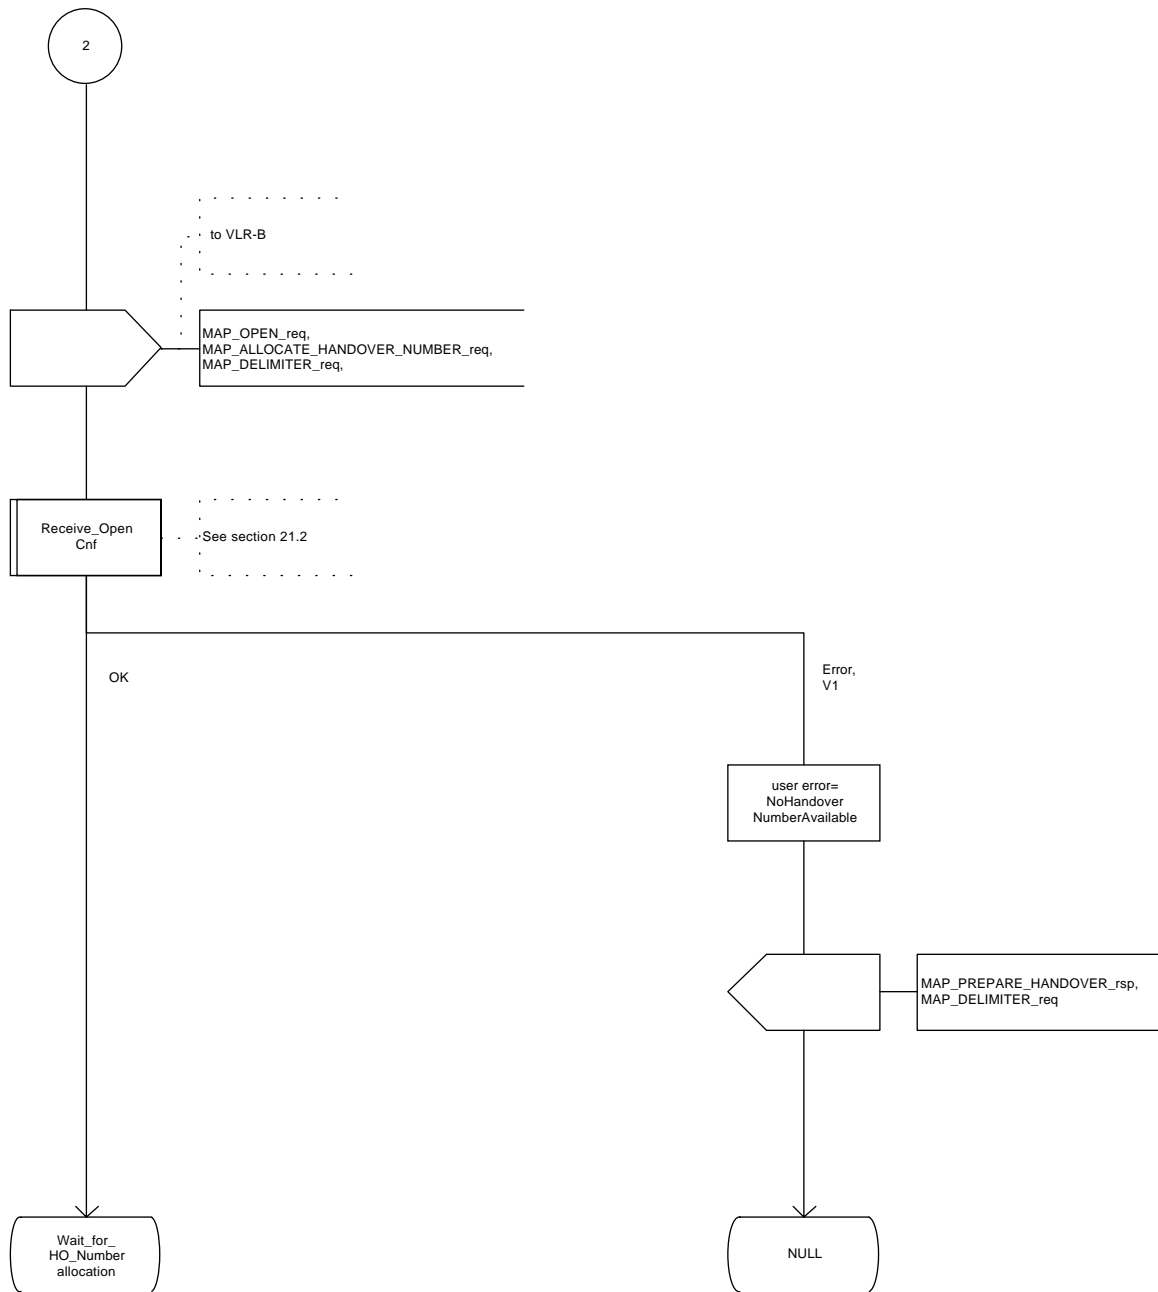 2
to VLR-B
MAP_OPEN_req,
MAP_ALLOCATE_HANDOVER_NUMBER_req,
MAP_DELIMITER_req,
Receive_Open
Cnf
See section 21.2
OK
Error,
V1
user error=
NoHandover
NumberAvailable
MAP_PREPARE_HANDOVER_rsp,
MAP_DELIMITER_req
Wait_for_
HO_Number
allocation
NULL